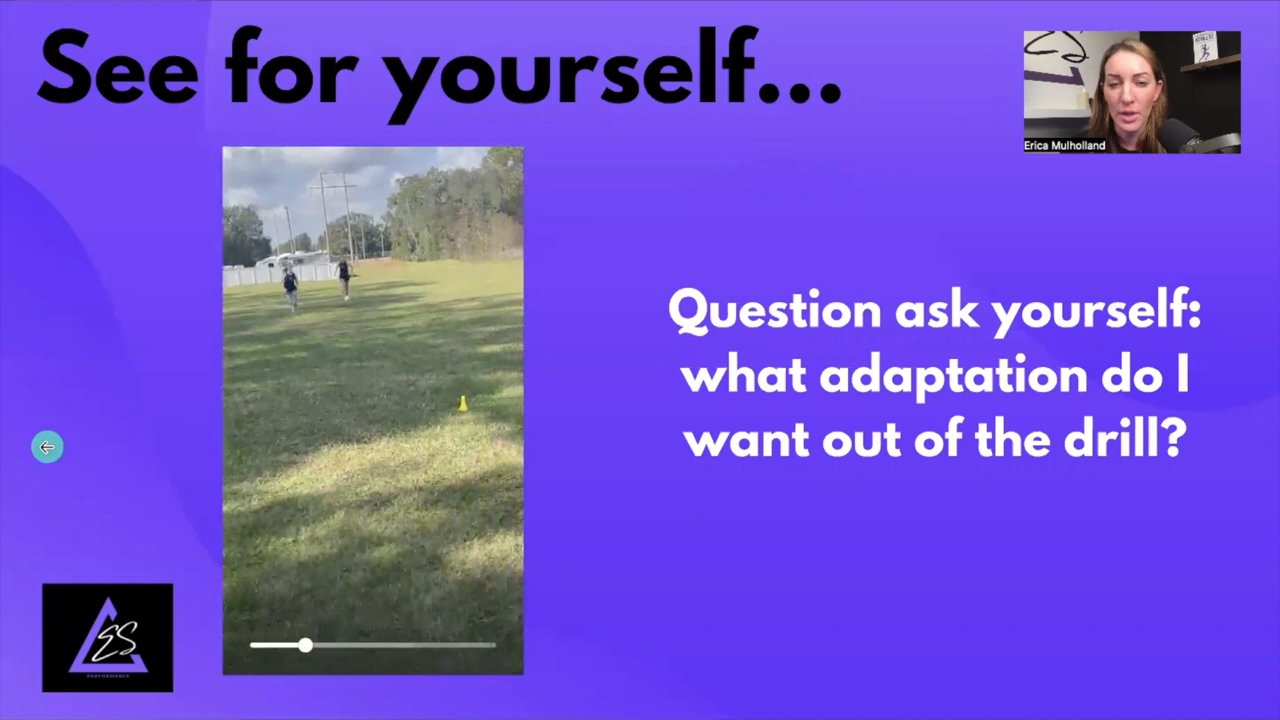 See for yourself...
Erica Mulholland
Question ask yourself:
what adaptation do I
want out of the drill?
ES
PERFORMANCE